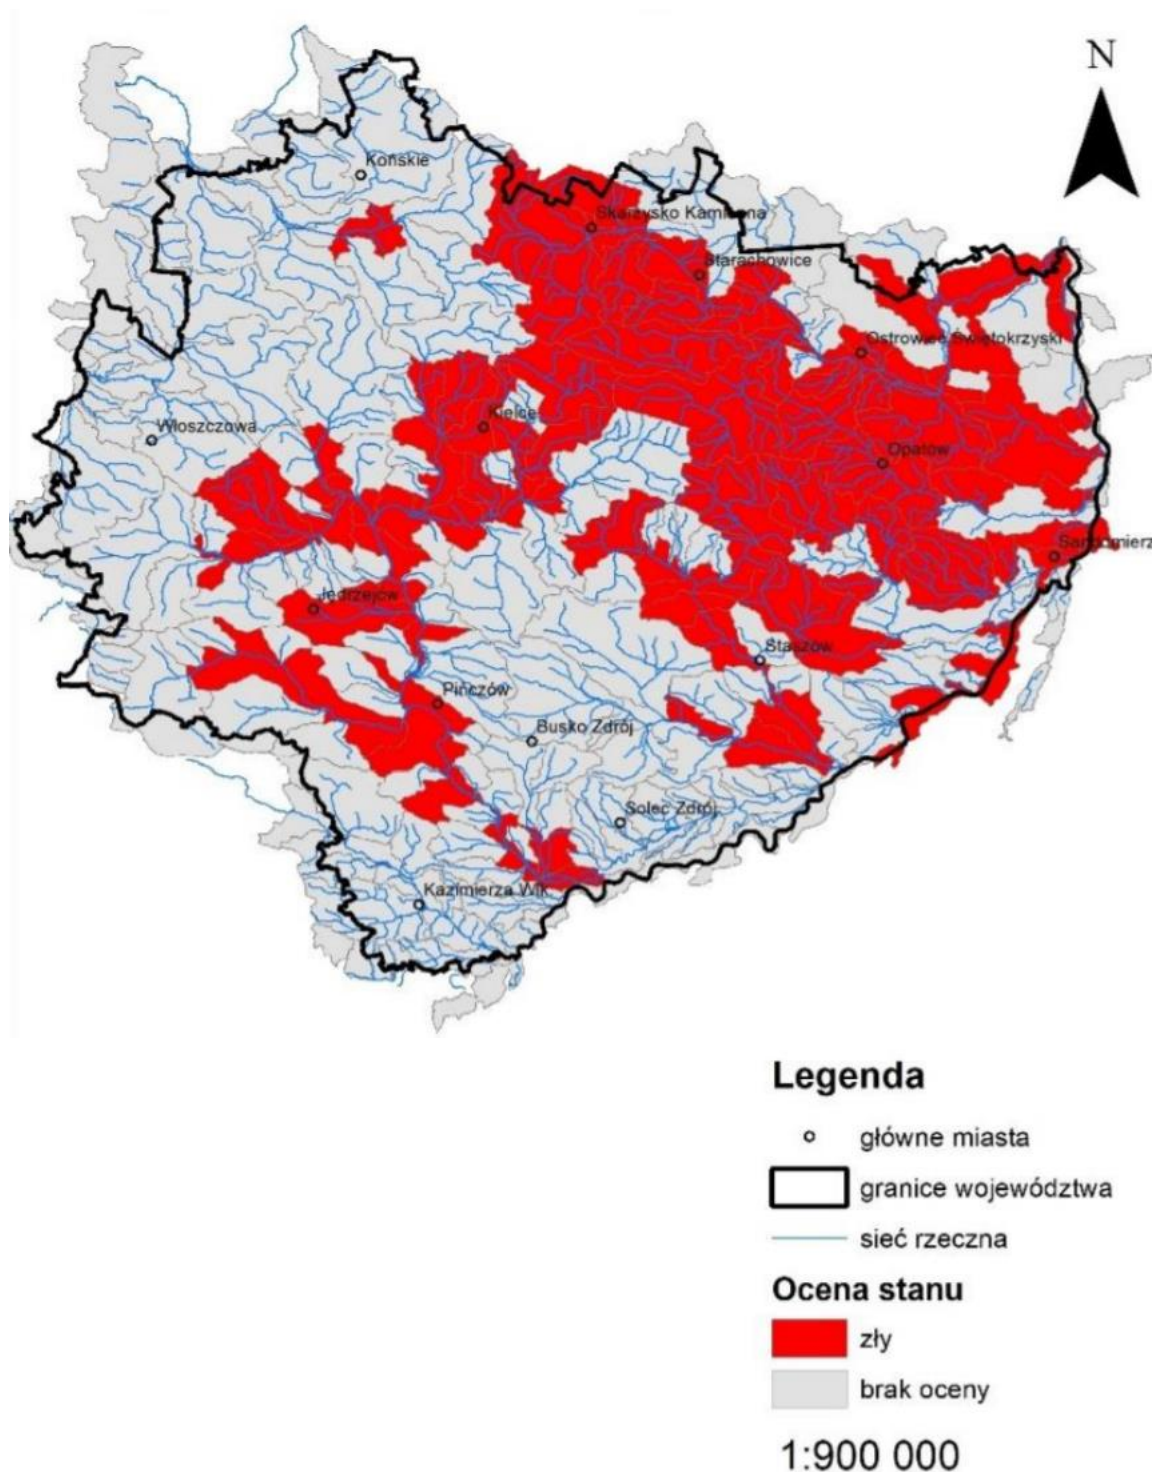 N
Końskie
Skarżysko Kamienna
Starachowice
Ostrowiec Świętokrzyski
Kielce
Włoszczowa
Opatów
Sandomierz
Jędrzejów
Staszów
Pińczów
Busko Zdrój
Solec Zdrój
Kazimierza Wlk.
Legenda
główne miasta
granice województwa
sieć rzeczna
Ocena stanu
zły
brak oceny
1:900 000